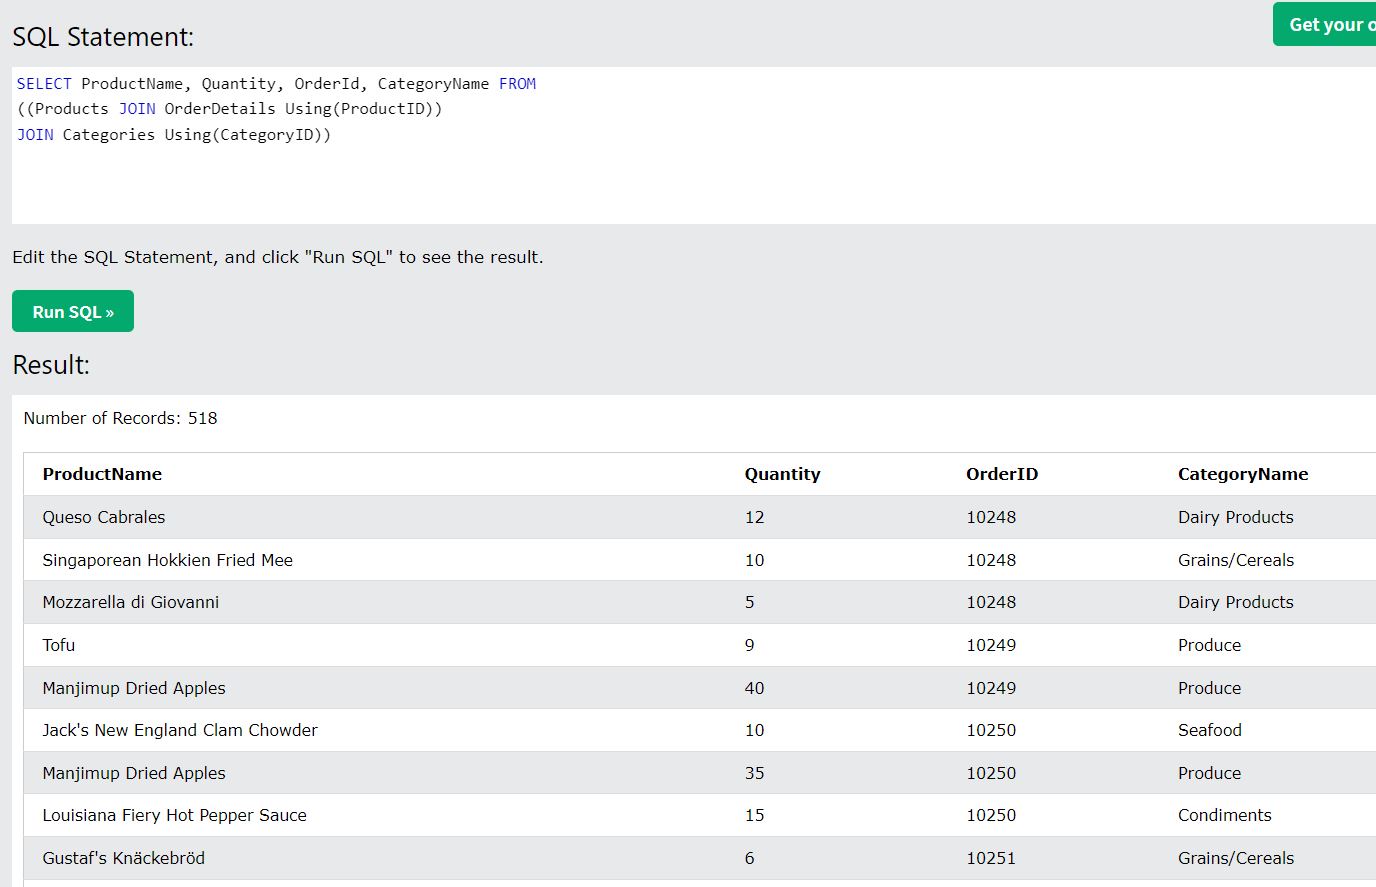 Get your o
SQL Statement:
SELECT ProductName, Quantity, OrderId, CategoryName FROM
((Products JOIN OrderDetails Using(ProductID))
JOIN Categories Using(CategoryID))
Edit the SQL Statement, and click "Run SQL" to see the result.
Run SQL »
Result:
Number of Records: 518
ProductName Quantity OrderID CategoryName
Queso Cabrales 12 10248 Dairy Products
Singaporean Hokkien Fried Mee 10 10248 Grains/Cereals
Mozzarella di Giovanni 5 10248 Dairy Products
Tofu 9 10249 Produce
Manjimup Dried Apples 40 10249 Produce
Jack's New England Clam Chowder 10 10250 Seafood
Manjimup Dried Apples 35 10250 Produce
Louisiana Fiery Hot Pepper Sauce 15 10250 Condiments
Gustaf's Knäckebröd 6 10251 Grains/Cereals